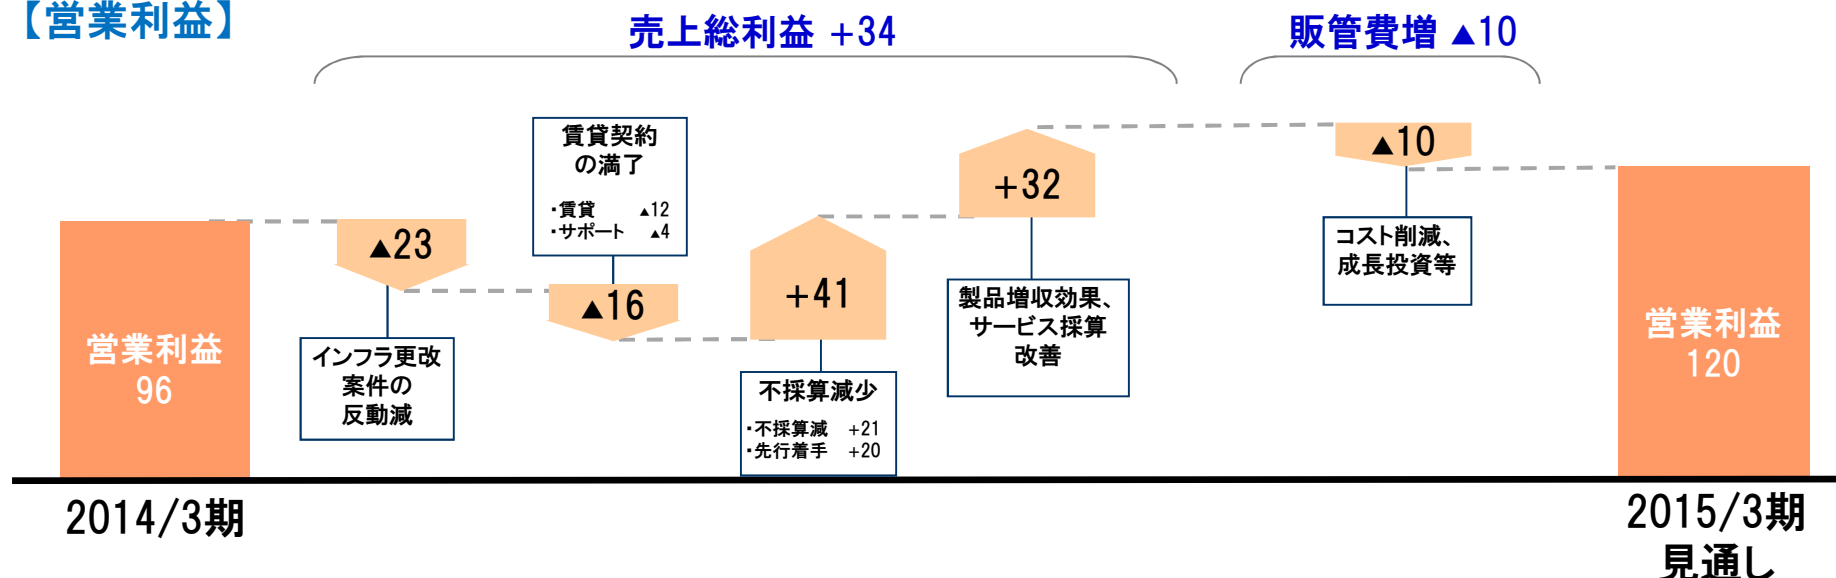 【営業利益】
売上総利益 +34
販管費増 ▲10
賃貸契約
の満了
・賃貸 ▲12
・サポート ▲4
▲23
▲16
+41
+32
▲10
インフラ更改
案件の
反動減
不採算減少
・不採算減 +21
・先行着手 +20
製品増収効果、
サービス採算
改善
コスト削減、
成長投資等
営業利益
96
営業利益
120
2014/3期
2015/3期
見通し